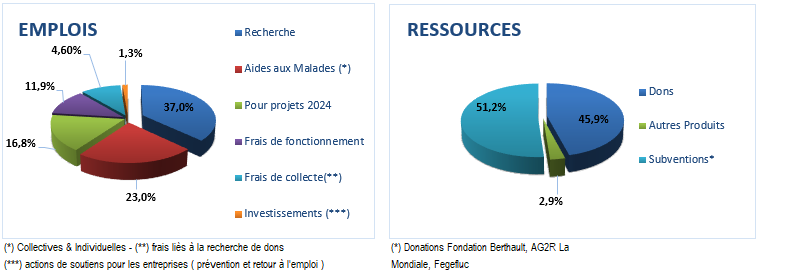 EMPLOIS
4,60%
1,3%
11,9%
37,0%
16,8%
23,0%
Recherche
Aides aux Malades (*)
Pour projets 2024
Frais de fonctionnement
Frais de collecte(**)
Investissements (***)
(*) Collectives & Individuelles - (**) frais liès à la recherche de dons
(***) actions de soutiens pour les entreprises ( prévention et retour à l'emploi )
RESSOURCES
51,2%
45,9%
2,9%
Dons
Autres Produits
Subventions*
(*) Donations Fondation Berthault, AG2R La
Mondiale, Fegefluc